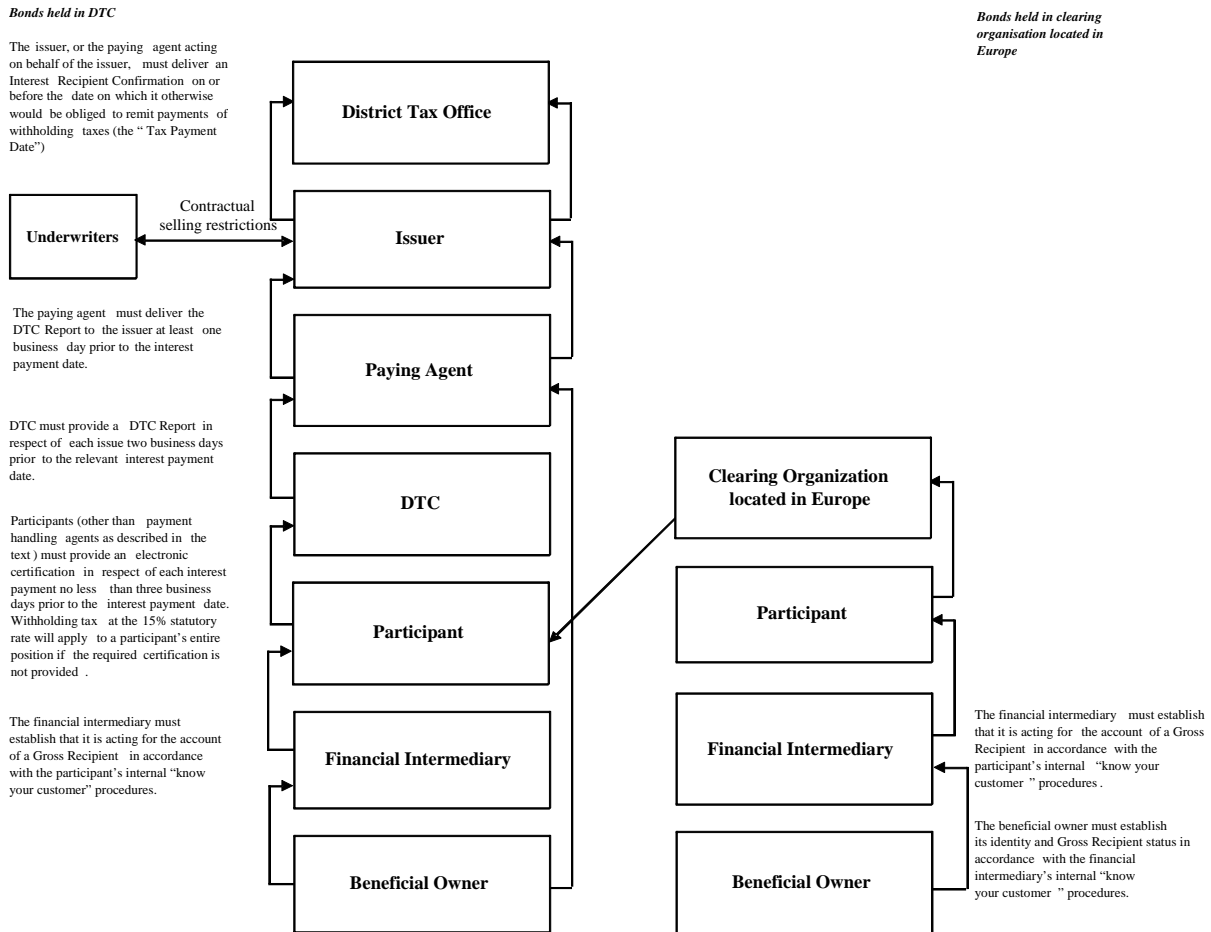 Bonds held in DTC
The issuer, or the paying agent acting
on behalf of the issuer, must deliver an
Interest Recipient Confirmation on or
before the date on which it otherwise
would be obliged to remit payments of
withholding taxes (the “ Tax Payment
Date”)
Bonds held in clearing
organisation located in
Europe
District Tax Office
Contractual
selling restrictions
Underwriters
Issuer
The paying agent must deliver the
DTC Report to the issuer at least one
business day prior to the interest
payment date.
Paying Agent
DTC must provide a DTC Report in
respect of each issue two business days
prior to the relevant interest payment
date.
DTC
Clearing Organization
located in Europe
Participants (other than payment
handling agents as described in the
text ) must provide an electronic
certification in respect of each interest
payment no less than three business
days prior to the interest payment date.
Withholding tax at the 15% statutory
rate will apply to a participant’s entire
position if the required certification is
not provided .
Participant
Participant
The financial intermediary must
establish that it is acting for the account
of a Gross Recipient in accordance
with the participant’s internal “know
your customer” procedures.
Financial Intermediary
Financial Intermediary
The financial intermediary must establish
that it is acting for the account of a Gross
Recipient in accordance with the
participant’s internal “know your
customer ” procedures .
Beneficial Owner
Beneficial Owner
The beneficial owner must establish
its identity and Gross Recipient status in
accordance with the financial
intermediary’s internal “know
your customer ” procedures.